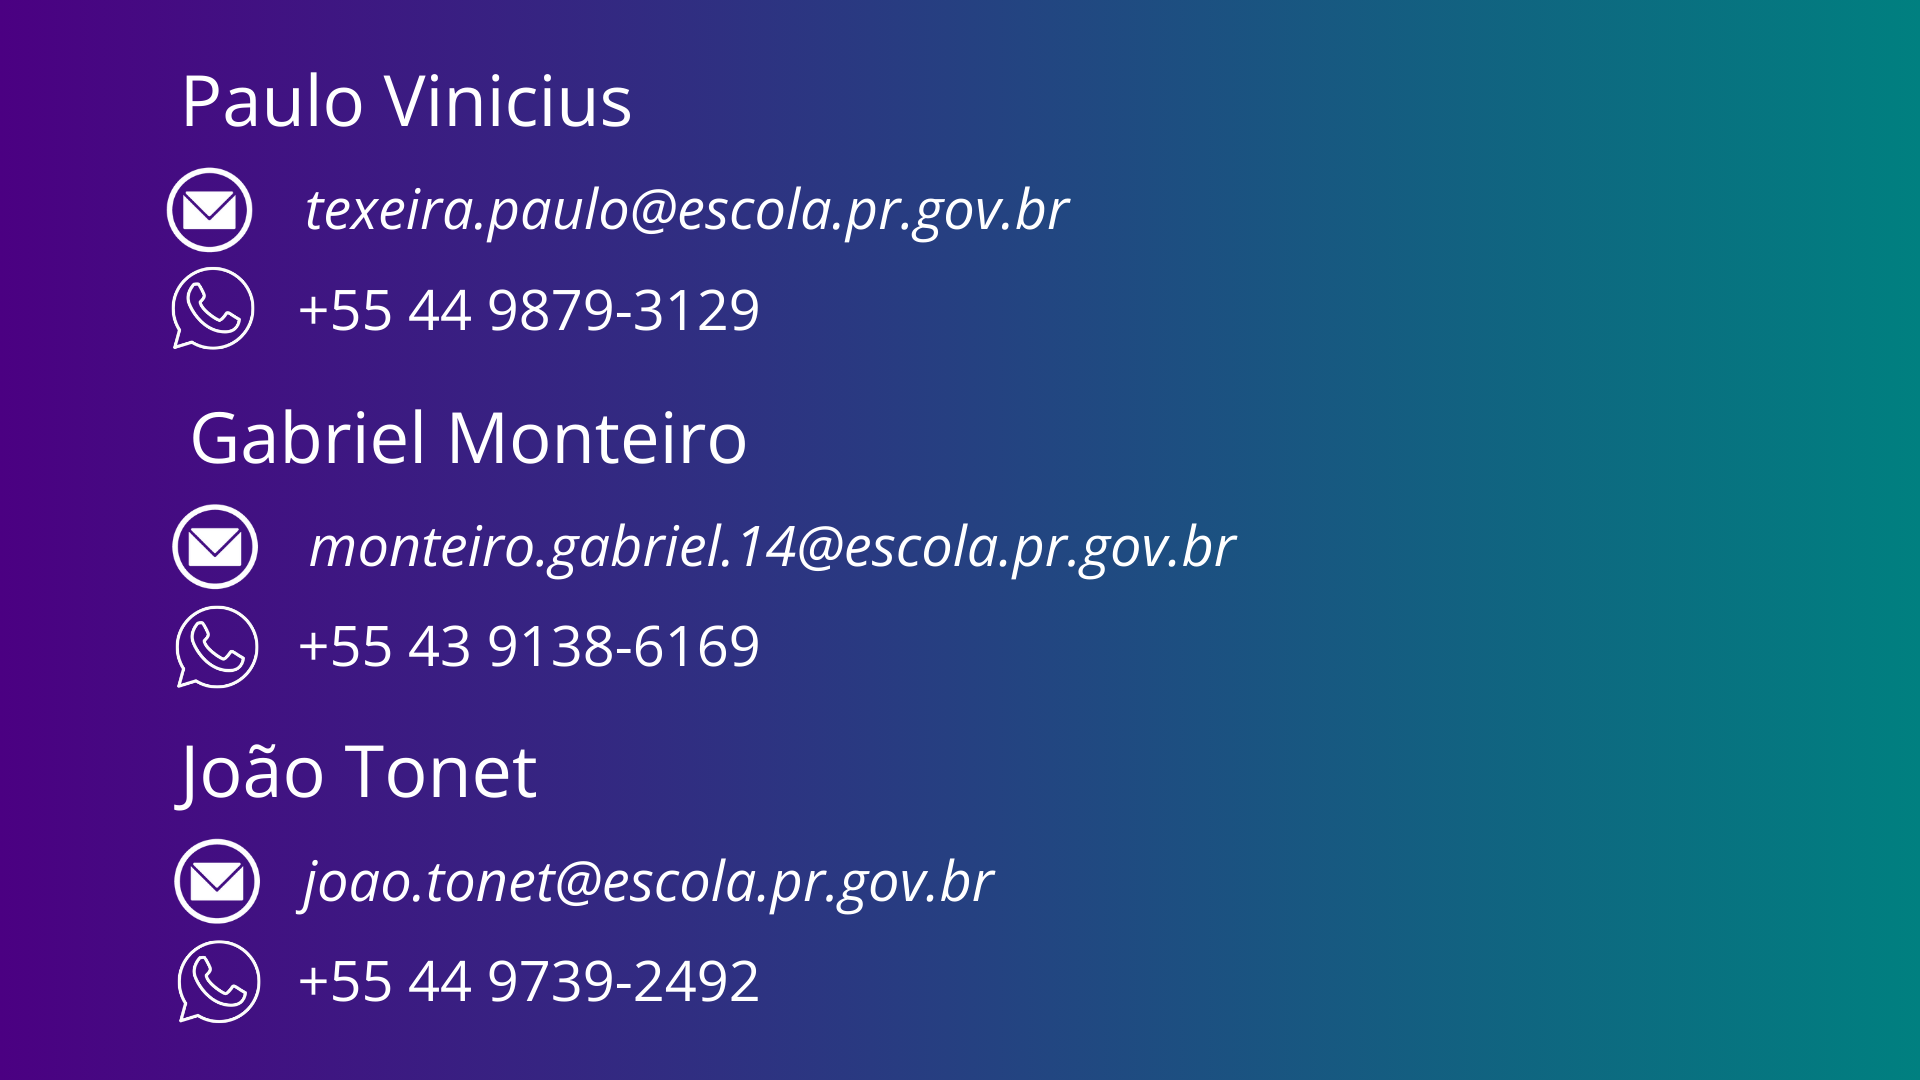 Paulo Vinicius
texeira.paulo@escola.pr.gov.br
+55 44 9879-3129
Gabriel Monteiro
monteiro.gabriel.14@escola.pr.gov.br
+55 43 9138-6169
João Tonet
joao.tonet@escola.pr.gov.br
+55 44 9739-2492